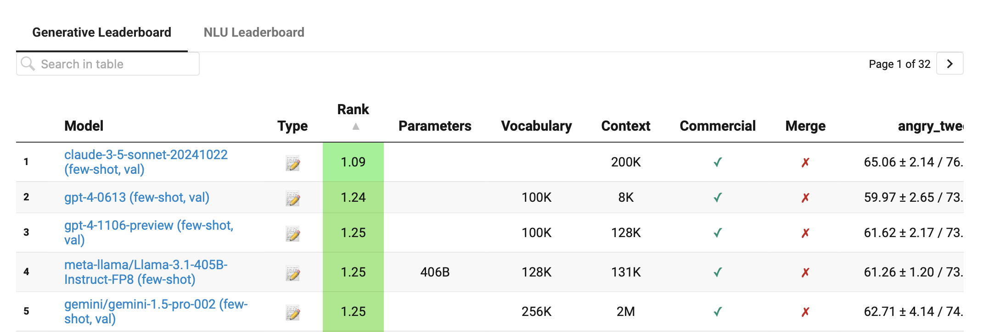 Generative Leaderboard NLU Leaderboard
Search in table Page 1 of 32
Rank
Model Type Parameters Vocabulary Context Commercial Merge angry_twe
1 claude-3-5-sonnet-20241022 (few-shot, val) 1.09 200K ✓ ✗ 65.06 ± 2.14 / 76.
2 gpt-4-0613 (few-shot, val) 1.24 100K 8K ✓ ✗ 59.97 ± 2.65 / 73.
3 gpt-4-1106-preview (few-shot, val) 1.25 100K 128K ✓ ✗ 61.62 ± 2.17 / 73.
4 meta-llama/Llama-3.1-405B-Instruct-FP8 (few-shot) 1.25 406B 128K 131K ✓ ✗ 61.26 ± 1.20 / 73.
5 gemini/gemini-1.5-pro-002 (few-shot, val) 1.25 256K 2M ✓ ✗ 62.71 ± 4.14 / 74.